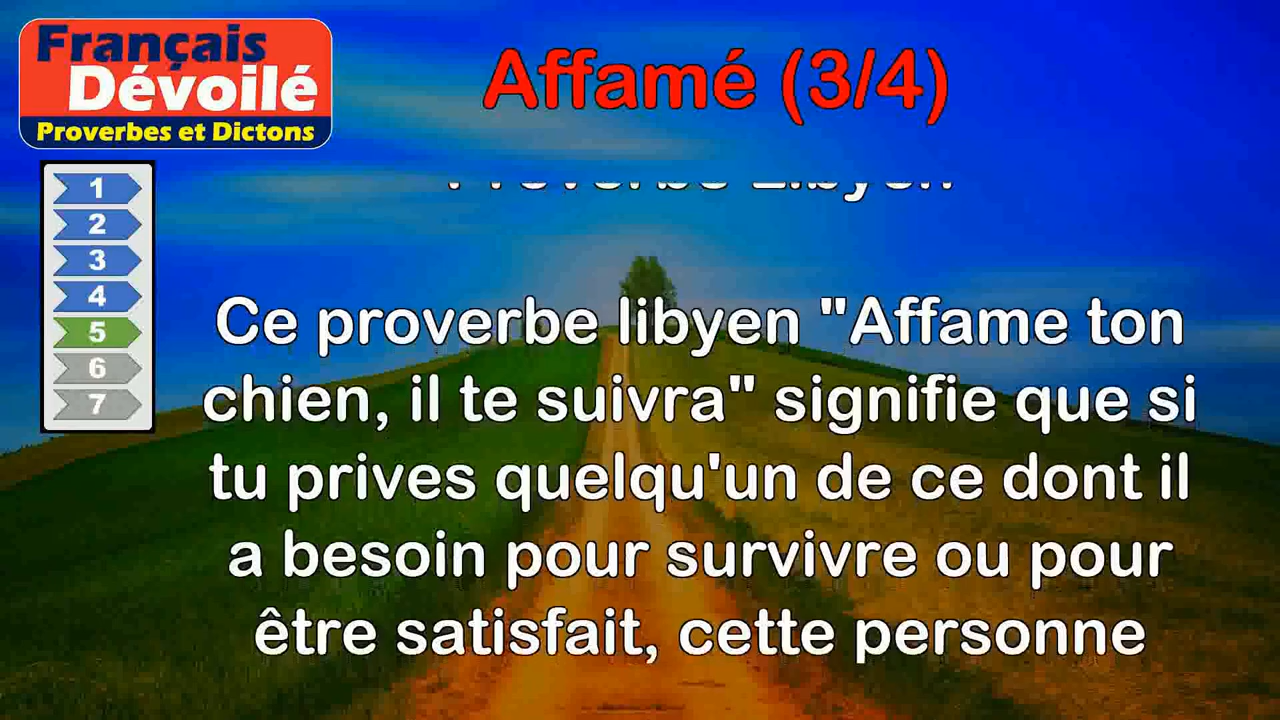 Français
Dévoilé
Proverbes et Dictons
Affamé (3/4)
1
2
3
4
5
6
7
Proverbe Libyen
Ce proverbe libyen "Affame ton
chien, il te suivra" signifie que si
tu prives quelqu'un de ce dont il
a besoin pour survivre ou pour
être satisfait, cette personne